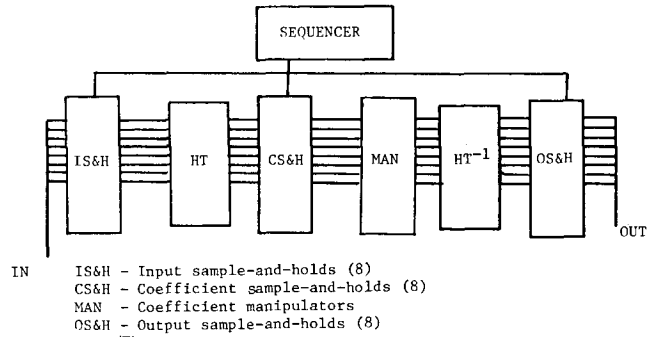 SEQUENCER
IS&H
HT
CS&H
MAN
HT-1
OS&H
OUT
IN
IS&H - Input sample-and-holds (8)
CS&H - Coefficient sample-and-holds (8)
MAN - Coefficient manipulators
OS&H - Output sample-and-holds (8)